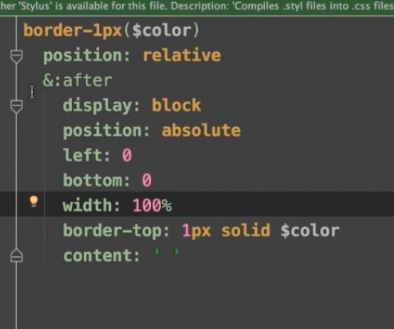 her 'Stylus' is available for this file. Description: 'Compiles .styl files into .css files
border-1px($color)
position: relative
&:after
display: block
position: absolute
left: 0
bottom: 0
width: 100%
border-top: 1px solid $color
content: ' '